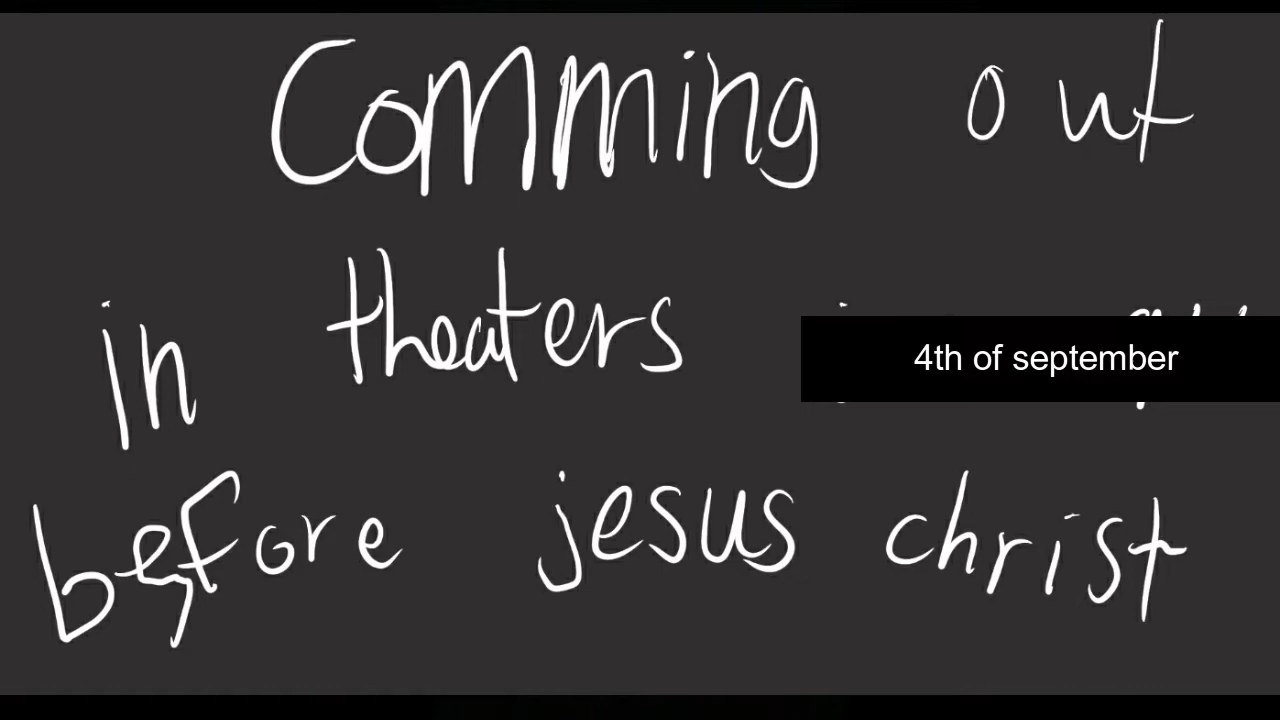 Comming out
in theaters 4th of september
before jesus christ